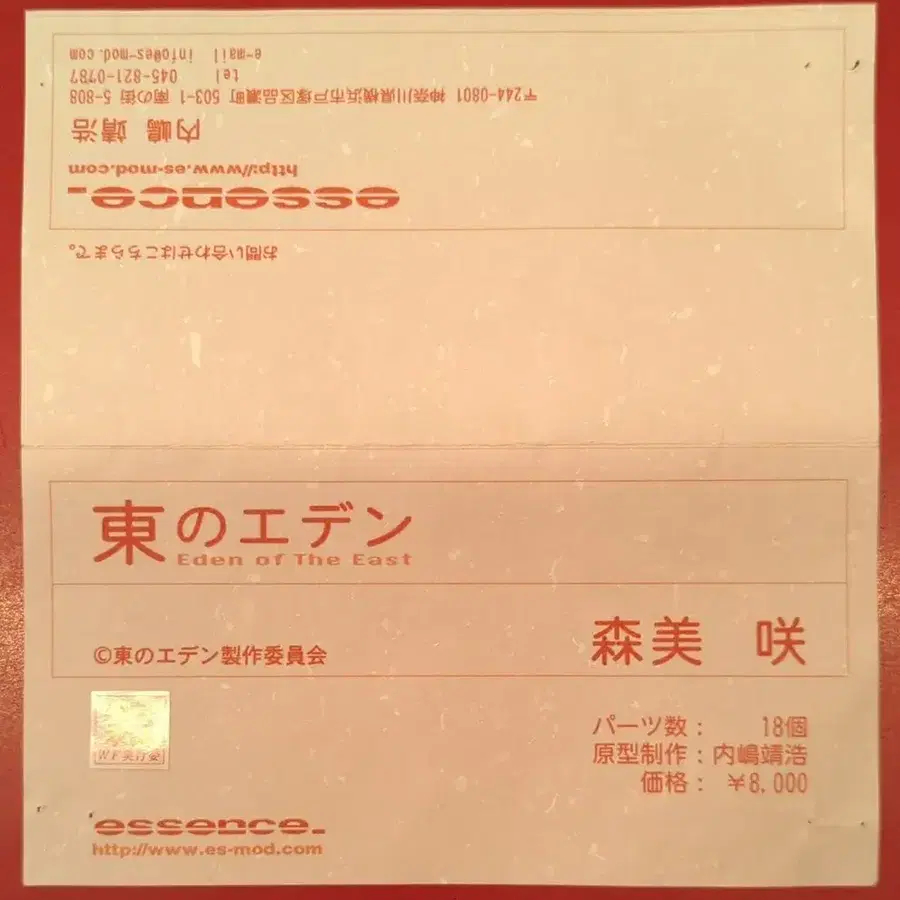 お問い合わせはこちらまで。
essence.
http://www.es-mod.com
内嶋 靖浩
〒244-0801 神奈川県横浜市戸塚区品濃町 503-1 南の街 5-808
tel 045-821-0787
e-mail info@es-mod.com
東のエデン
Eden of The East
©東のエデン製作委員会
森美 咲
パーツ数： 18個
原型制作：内嶋靖浩
価格： ￥8,000
WF実行委
essence.
http://www.es-mod.com